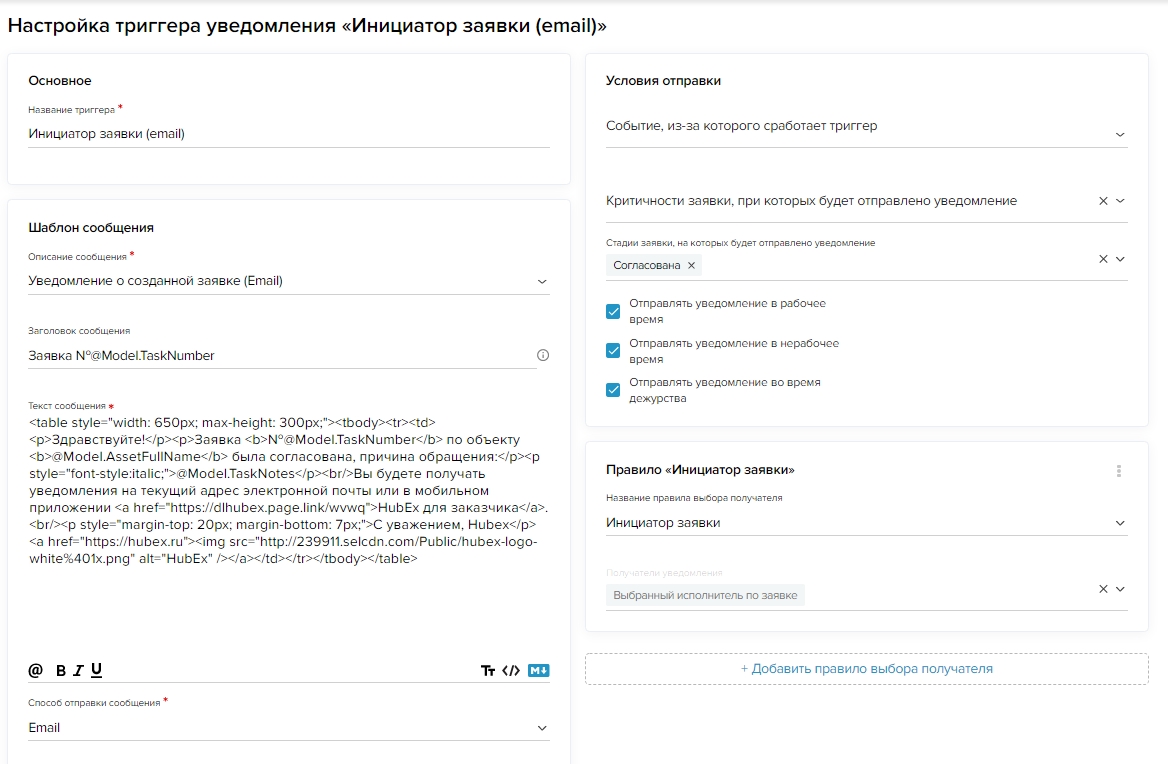 Настройка триггера уведомления «Инициатор заявки (email)»
Основное
Название триггера *
Инициатор заявки (email)
Шаблон сообщения
Описание сообщения *
Уведомление о созданной заявке (Email)
Заголовок сообщения
Заявка №@Model.TaskNumber
Текст сообщения *
<table style="width: 650px; max-height: 300px;"><tbody><tr><td>
<p>Здравствуйте!</p><p>Заявка <b>№@Model.TaskNumber</b> по объекту
<b>@Model.AssetFullName</b> была согласована, причина обращения:</p><p
style="font-style:italic;">@Model.TaskNotes</p><br/>Вы будете получать
уведомления на текущий адрес электронной почты или в мобильном
приложении <a href="https://dlhubex.page.link/wvwq">HubEx для заказчика</a>.
<br/><p style="margin-top: 20px; margin-bottom: 7px;">С уважением, Hubex</p>
<a href="https://hubex.ru"><img src="http://239911.selcdn.com/Public/hubex-logo-
white%401x.png" alt="HubEx" /></a></td></tr></tbody></table>
@ B I U Tт </> M↓
Способ отправки сообщения *
Email
Условия отправки
Событие, из-за которого сработает триггер
Критичности заявки, при которых будет отправлено уведомление
Стадии заявки, на которых будет отправлено уведомление
Согласована
Отправлять уведомление в рабочее
время
Отправлять уведомление в нерабочее
время
Отправлять уведомление во время
дежурства
Правило «Инициатор заявки»
Название правила выбора получателя
Инициатор заявки
Получатели уведомления
Выбранный исполнитель по заявке
+ Добавить правило выбора получателя